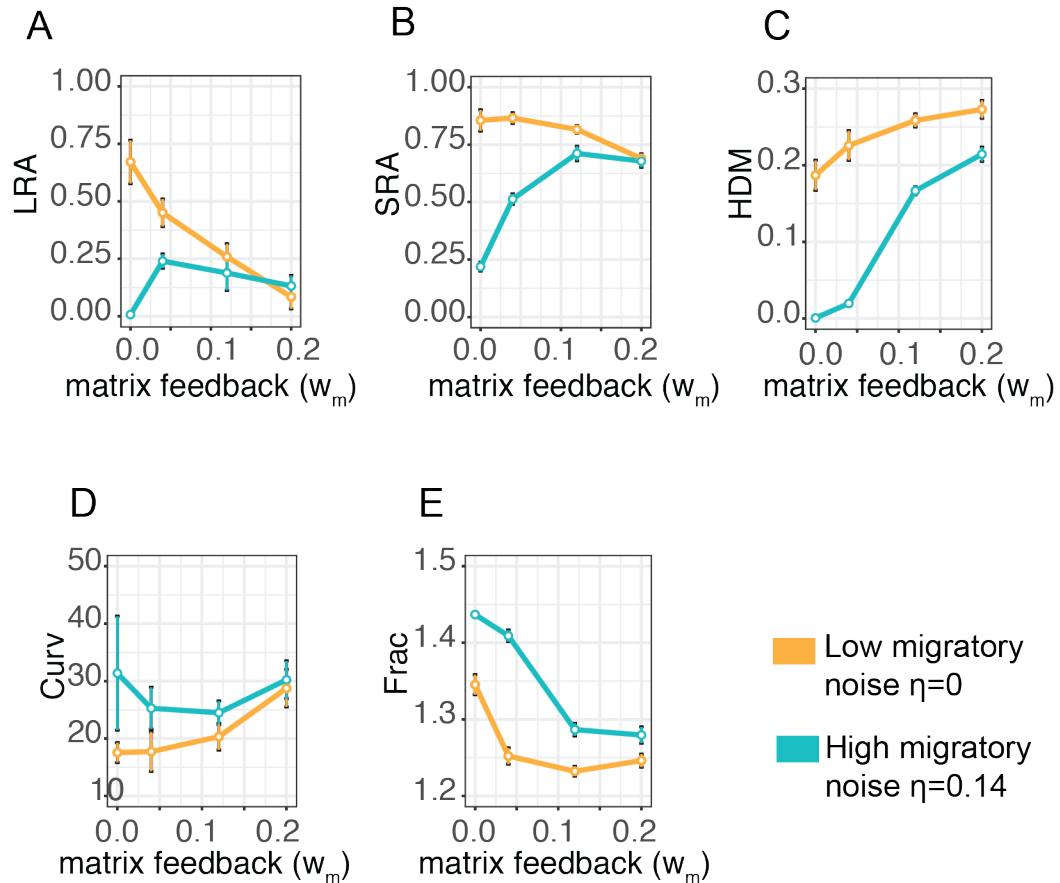 A
1.00
0.75
0.50
0.25
0.00
LRA
0.0 0.1 0.2
matrix feedback (wm)
B
1.00
0.75
0.50
0.25
0.00
SRA
0.0 0.1 0.2
matrix feedback (wm)
C
0.3
0.2
0.1
0.0
HDM
0.0 0.1 0.2
matrix feedback (wm)
D
50
40
30
20
10
Curv
0.0 0.1 0.2
matrix feedback (wm)
E
1.5
1.4
1.3
1.2
Frac
0.0 0.1 0.2
matrix feedback (wm)
Low migratory
noise η=0
High migratory
noise η=0.14